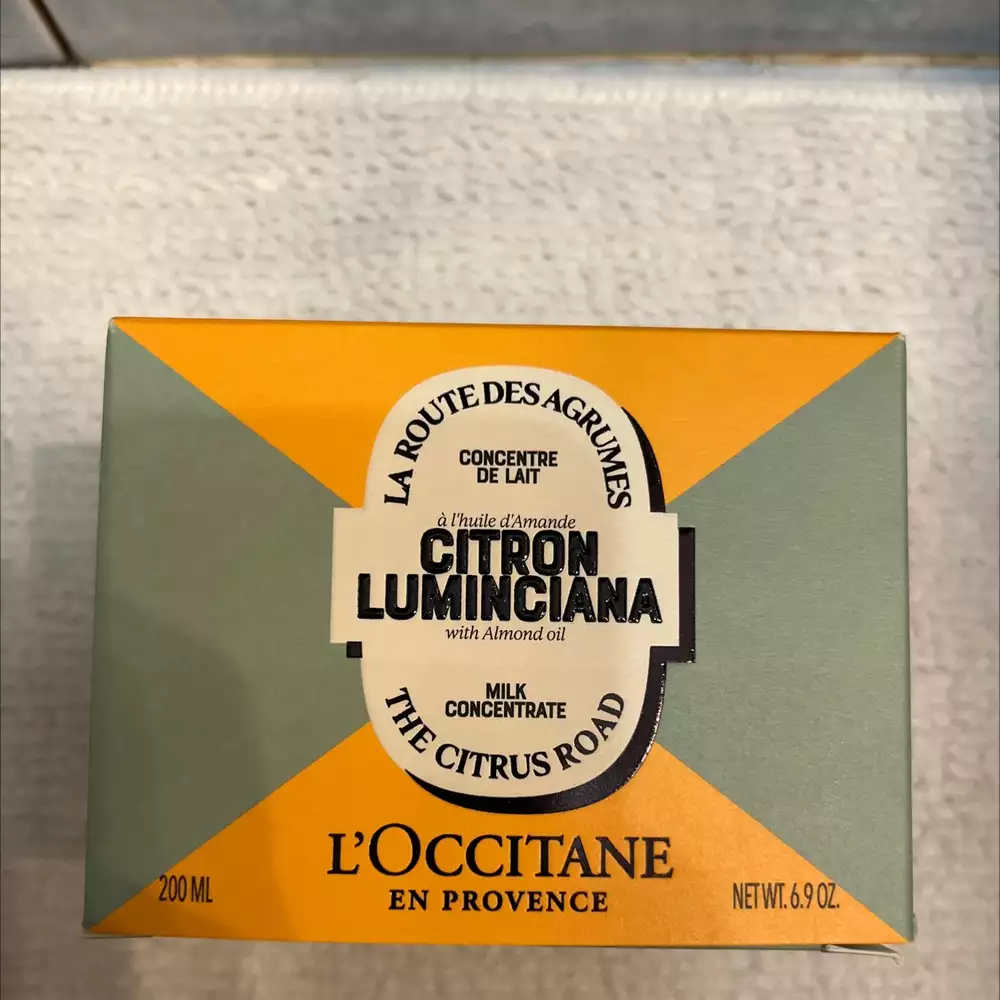 LA ROUTE DES AGRUMES
CONCENTRE
DE LAIT
à l'huile d'Amande
CITRON
LUMINCIANA
with Almond oil
MILK
CONCENTRATE
THE CITRUS ROAD
L'OCCITANE
EN PROVENCE
200 ML
NET WT. 6.9 OZ.